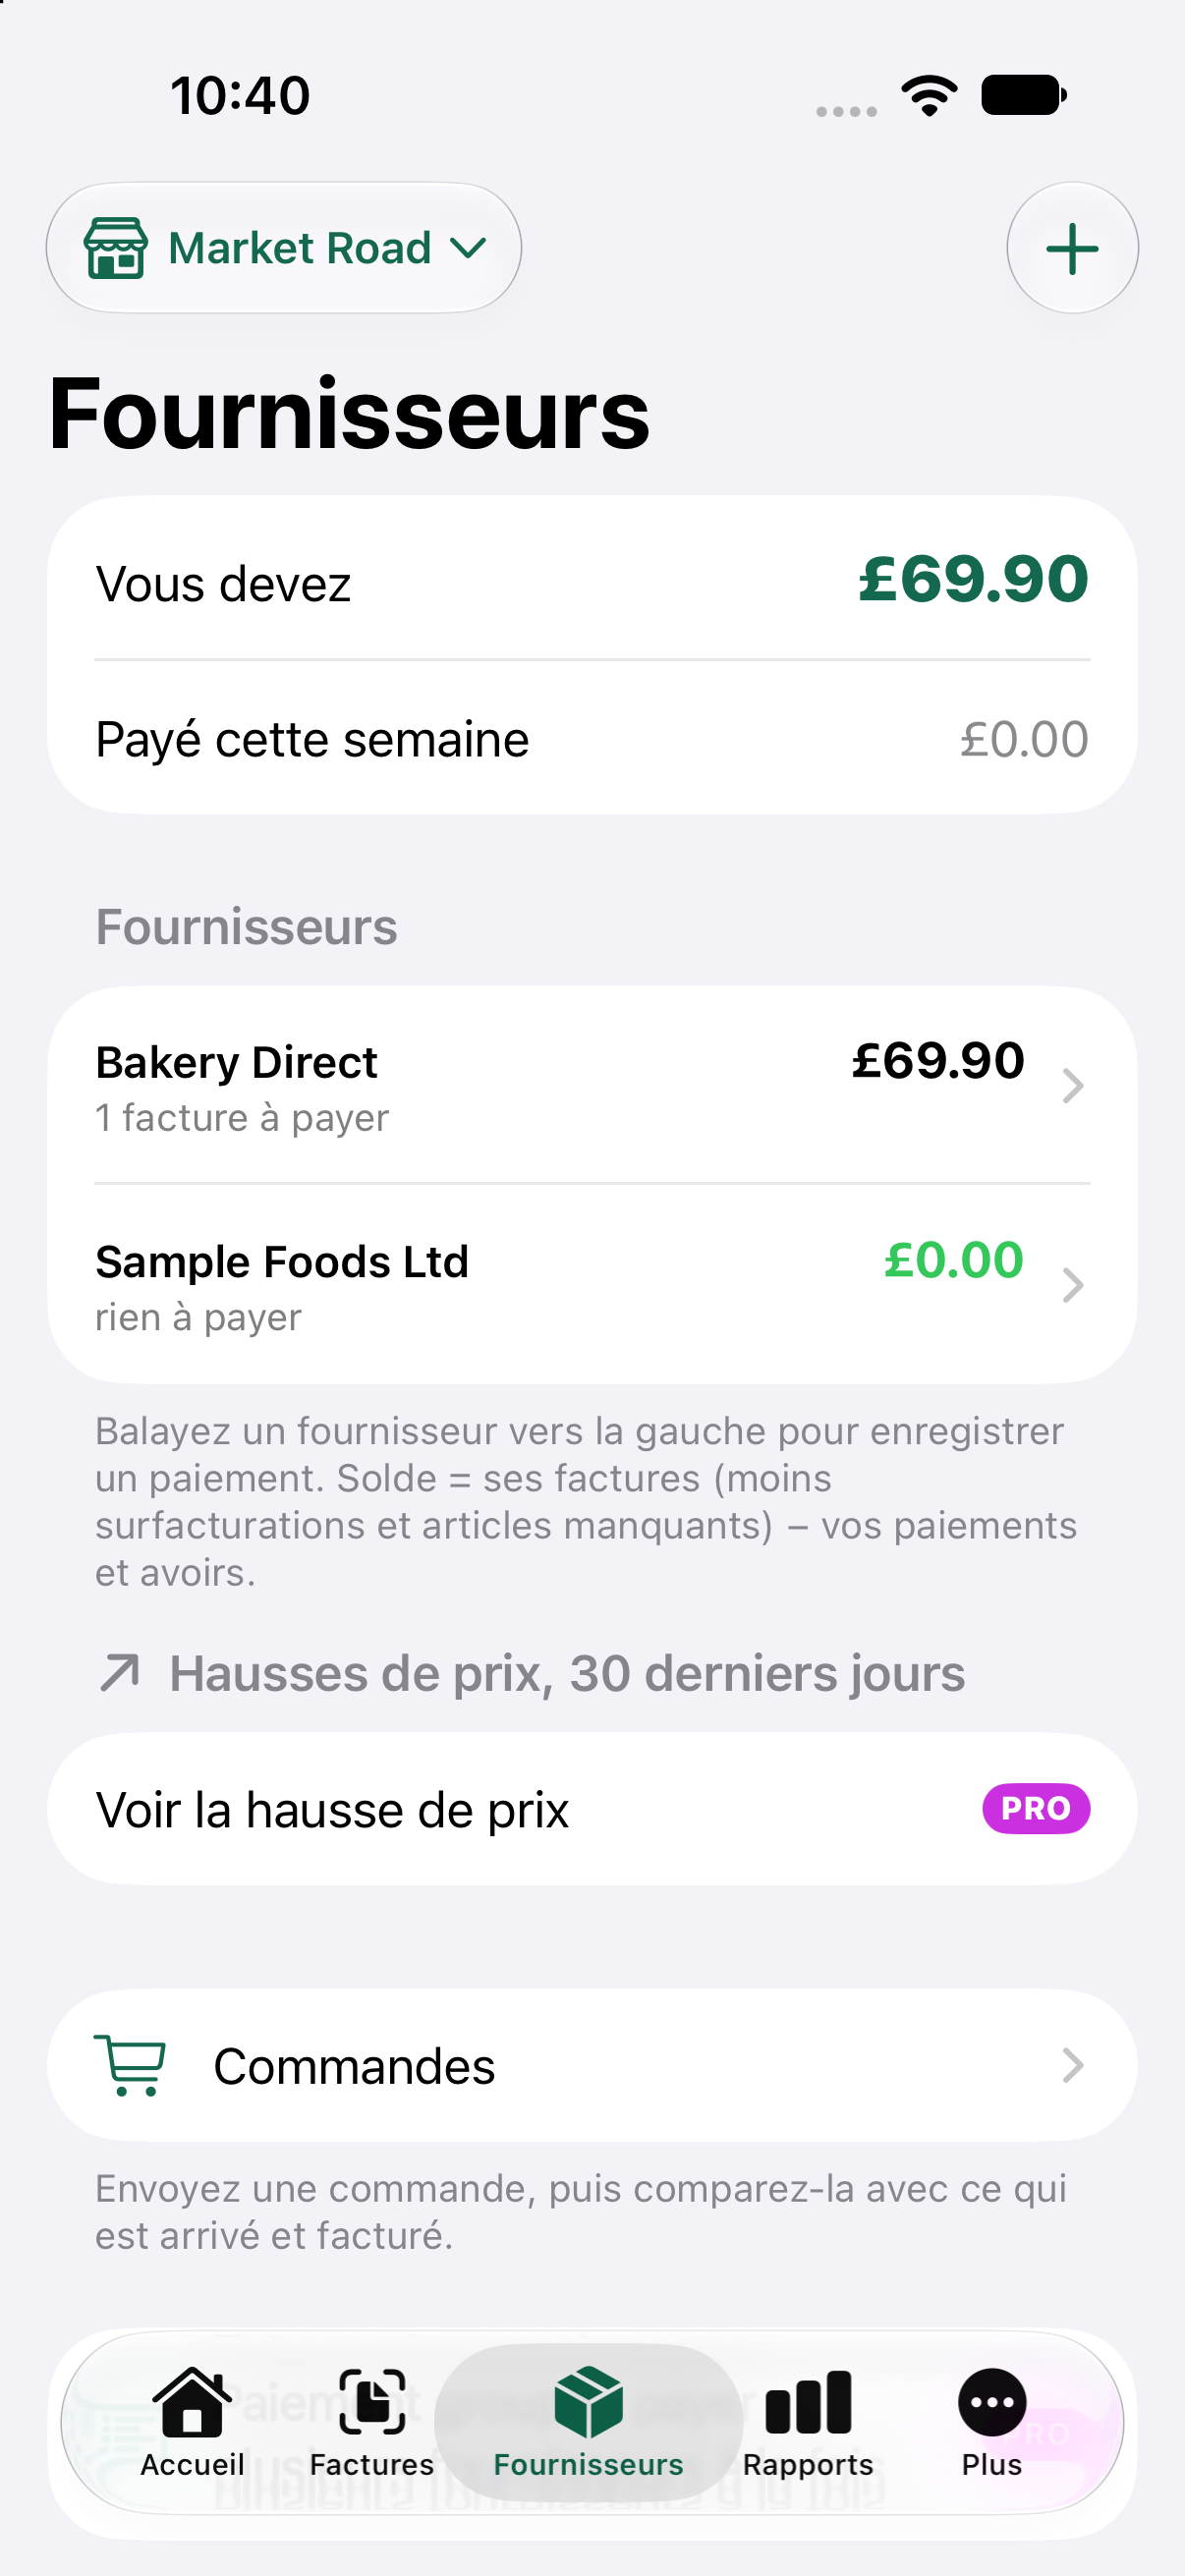 10:40
Market Road
Fournisseurs
Vous devez £69.90
Payé cette semaine £0.00
Fournisseurs
Bakery Direct £69.90
1 facture à payer
Sample Foods Ltd £0.00
rien à payer
Balayez un fournisseur vers la gauche pour enregistrer
un paiement. Solde = ses factures (moins
surfacturations et articles manquants) – vos paiements
et avoirs.
Hausses de prix, 30 derniers jours
Voir la hausse de prix PRO
Commandes
Envoyez une commande, puis comparez-la avec ce qui
est arrivé et facturé.
Accueil Factures Fournisseurs Rapports Plus